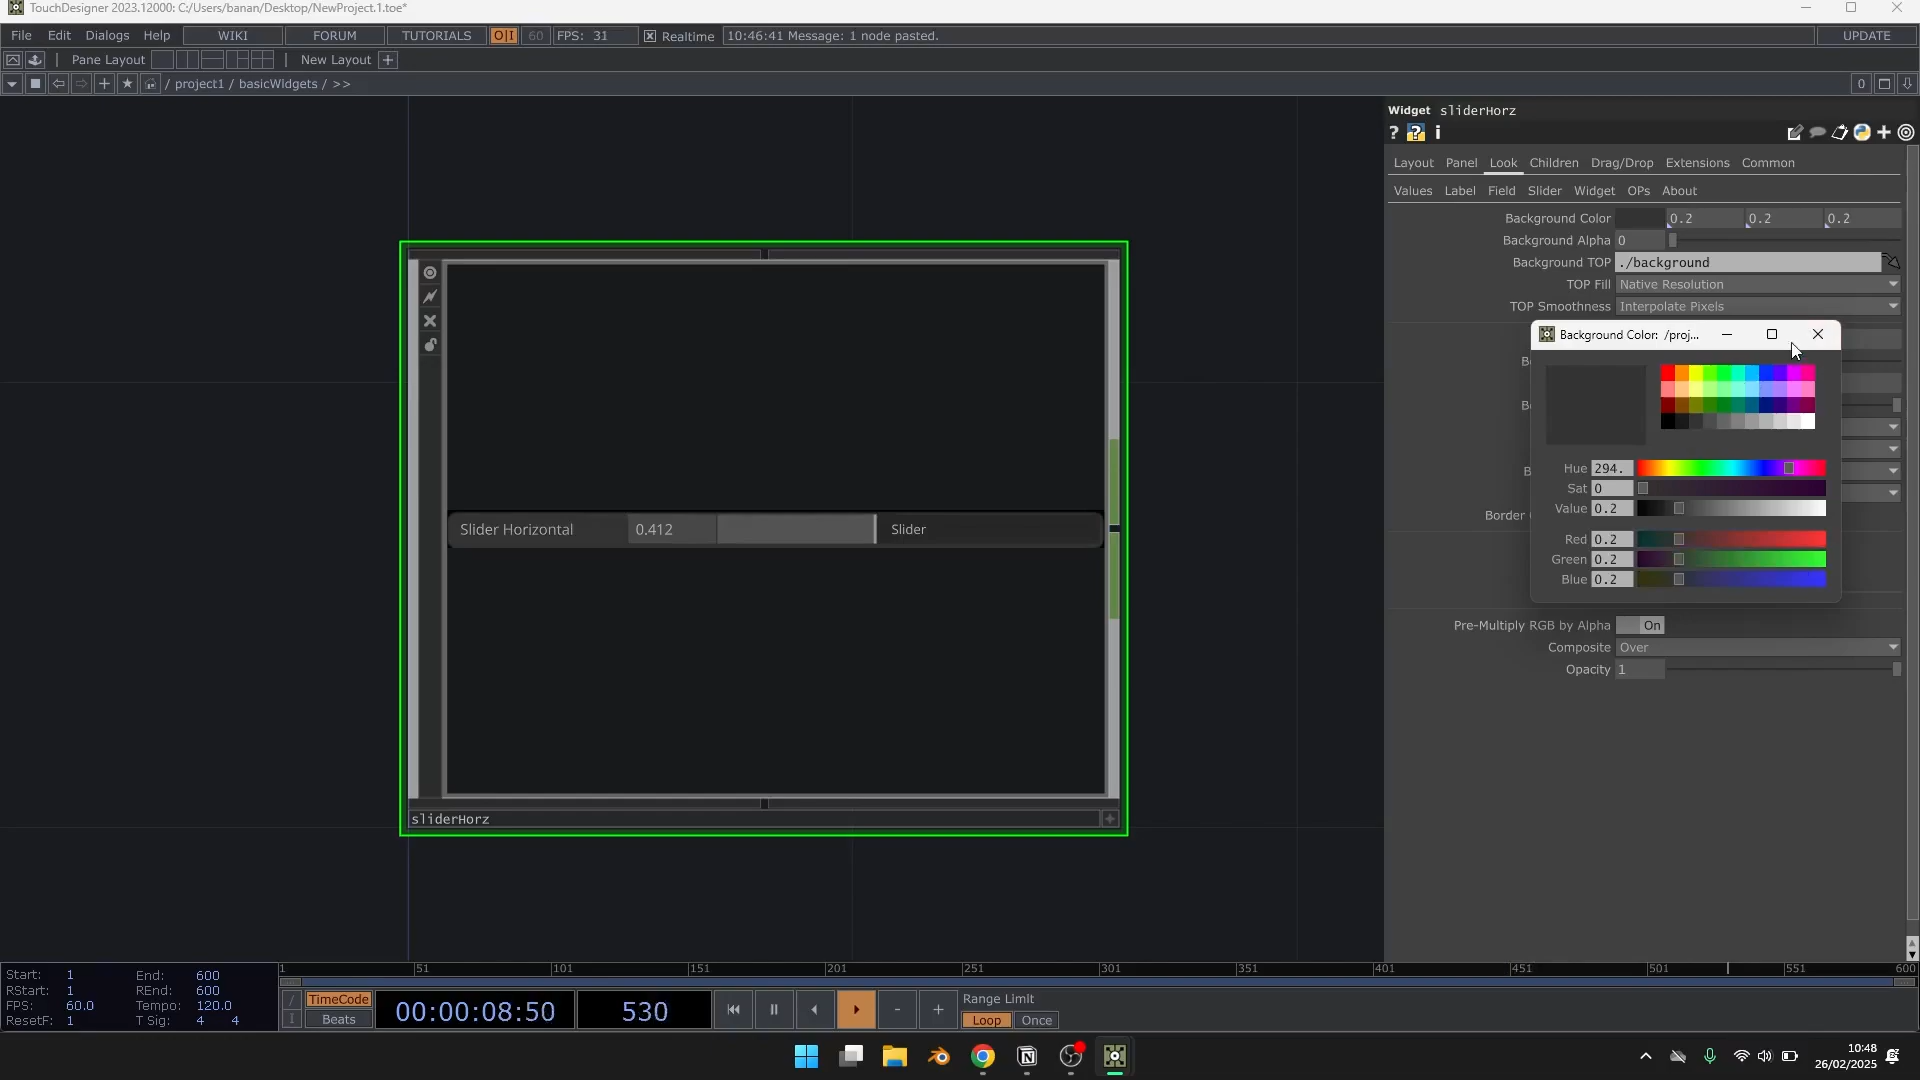 TouchDesigner 2023.12000: C:/Users/banan/Desktop/NewProject.1.toe*
File Edit Dialogs Help WIKI FORUM TUTORIALS O|I 60 FPS: 31 Realtime 10:46:41 Message: 1 node pasted. UPDATE
Pane Layout New Layout +
/ project1 / basicWIdgets / >> 0
Widget sliderHorz
? ? i
Layout Panel Look Children Drag/Drop Extensions Common
Values Label Field Slider Widget OPs About
Background Color 0.2 0.2 0.2
Background Alpha 0
Background TOP ./background
TOP Fill Native Resolution
TOP Smoothness Interpolate Pixels
Background Color: /proj...
Hue 294.
Sat 0
Value 0.2
Red 0.2
Green 0.2
Blue 0.2
Border
Pre-Multiply RGB by Alpha On
Composite Over
Opacity 1
Slider Horizontal 0.412 Slider
sliderHorz
1 51 101 151 201 251 301 351 401 451 501 551 600
Start: 1 End: 600
RStart: 1 REnd: 600
FPS: 60.0 Tempo: 120.0
ResetF: 1 T Sig: 4 4
/ TimeCode
I Beats
00:00:08:50 530
- +
Range Limit
Loop Once
10:48
26/02/2025